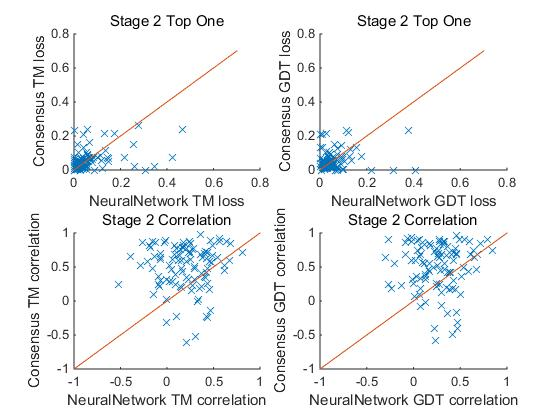 Stage 2 Top One
Consensus TM loss
0.8
0.6
0.4
0.2
0
0 0.2 0.4 0.6 0.8
NeuralNetwork TM loss
Stage 2 Top One
Consensus GDT loss
0.8
0.6
0.4
0.2
0
0 0.2 0.4 0.6 0.8
NeuralNetwork GDT loss
Stage 2 Correlation
Consensus TM correlation
1
0.5
0
-0.5
-1
-1 -0.5 0 0.5 1
NeuralNetwork TM correlation
Stage 2 Correlation
Consensus GDT correlation
1
0.5
0
-0.5
-1
-1 -0.5 0 0.5 1
NeuralNetwork GDT correlation